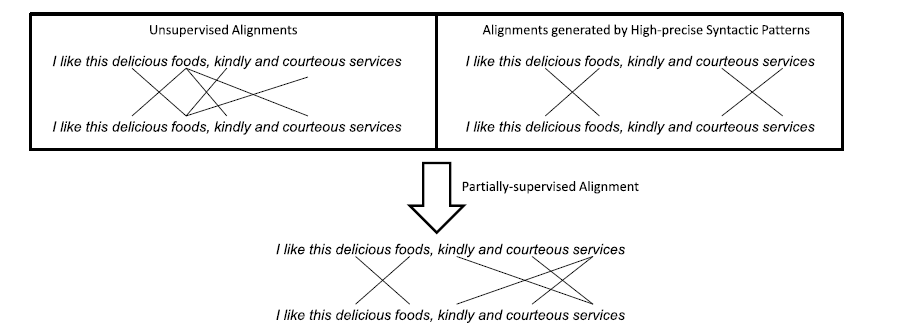 Unsupervised Alignments
I like this delicious foods, kindly and courteous services
I like this delicious foods, kindly and courteous services
Alignments generated by High-precise Syntactic Patterns
I like this delicious foods, kindly and courteous services
I like this delicious foods, kindly and courteous services
Partially-supervised Alignment
I like this delicious foods, kindly and courteous services
I like this delicious foods, kindly and courteous services